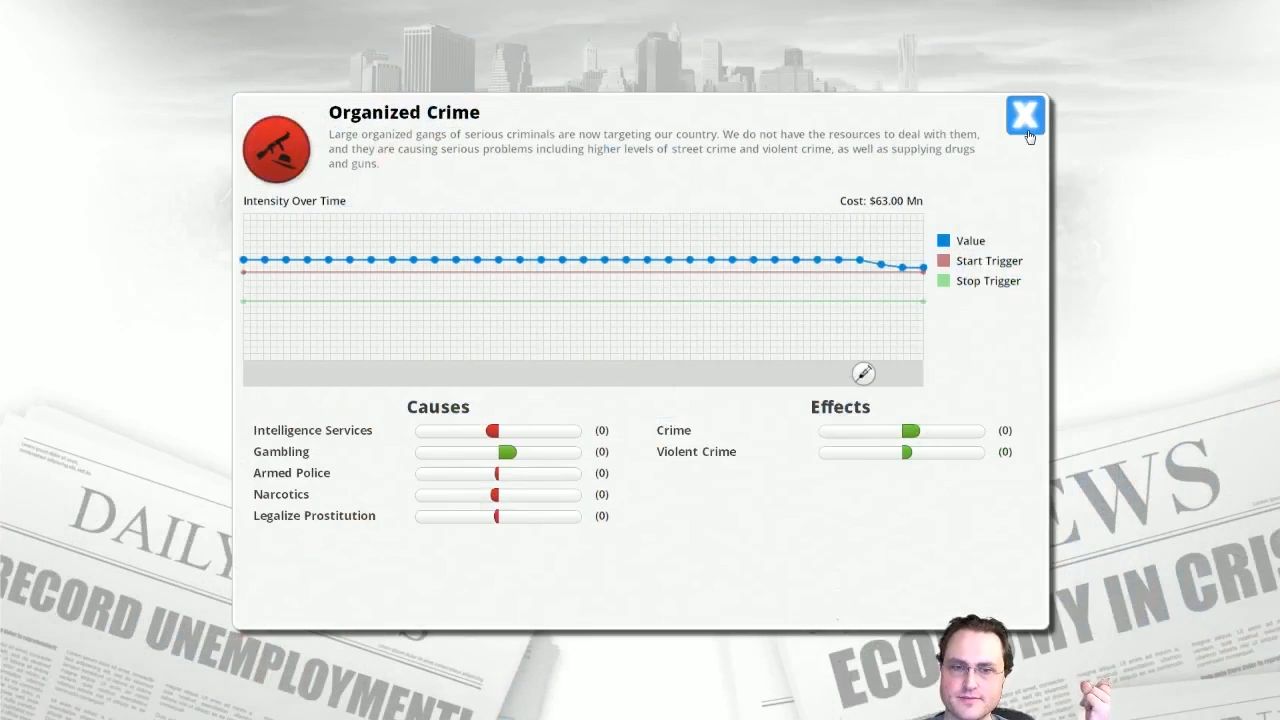 Organized Crime
Large organized gangs of serious criminals are now targeting our country. We do not have the resources to deal with them,
and they are causing serious problems including higher levels of street crime and violent crime, as well as supplying drugs
and guns.
X
Intensity Over Time
Cost: $63.00 Mn
Value
Start Trigger
Stop Trigger
Causes
Intelligence Services (0)
Gambling (0)
Armed Police (0)
Narcotics (0)
Legalize Prostitution (0)
Effects
Crime (0)
Violent Crime (0)
DAILY
RECORD UNEMPLOYMENT!
EWS
ECONOMY IN CRIS